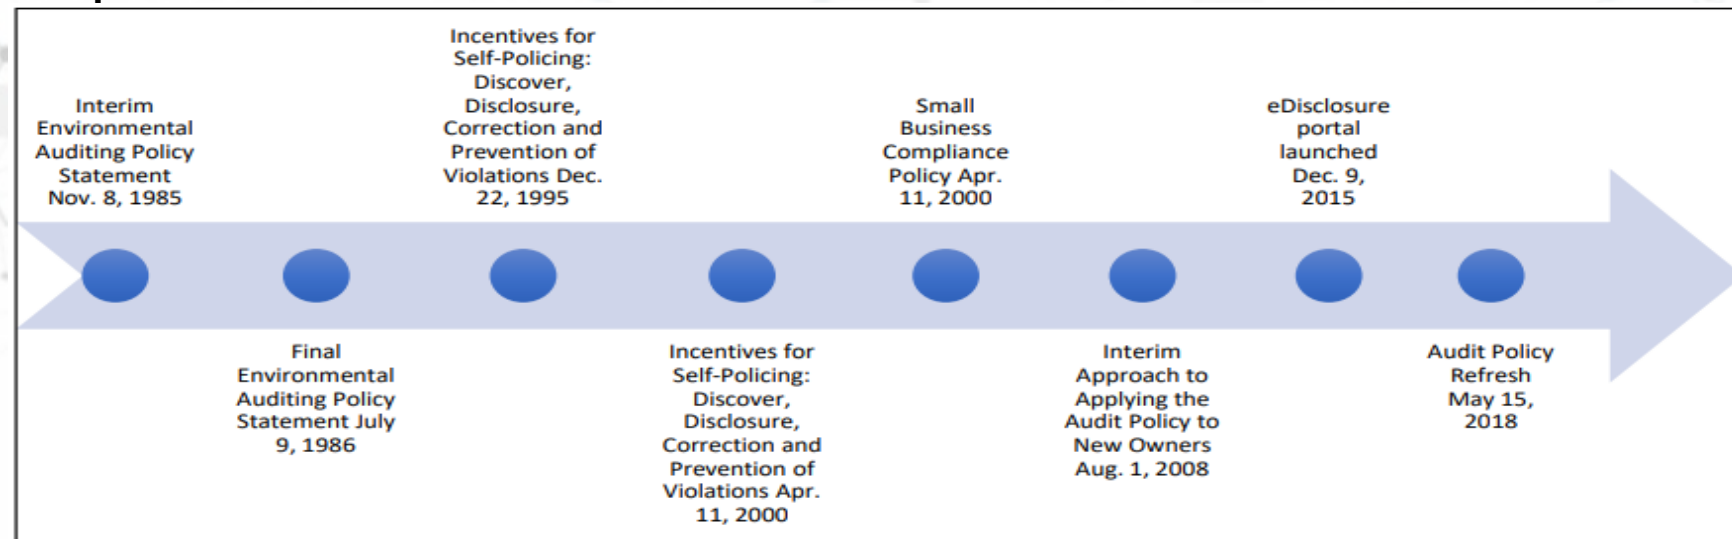 Interim
Environmental
Auditing Policy
Statement
Nov. 8, 1985
Final
Environmental
Auditing Policy
Statement July
9, 1986
Incentives for
Self-Policing:
Discover,
Disclosure,
Correction and
Prevention of
Violations Dec.
22, 1995
Incentives for
Self-Policing:
Discover,
Disclosure,
Correction and
Prevention of
Violations Apr.
11, 2000
Small
Business
Compliance
Policy Apr.
11, 2000
Interim
Approach to
Applying the
Audit Policy to
New Owners
Aug. 1, 2008
eDisclosure
portal
launched
Dec. 9,
2015
Audit Policy
Refresh
May 15,
2018